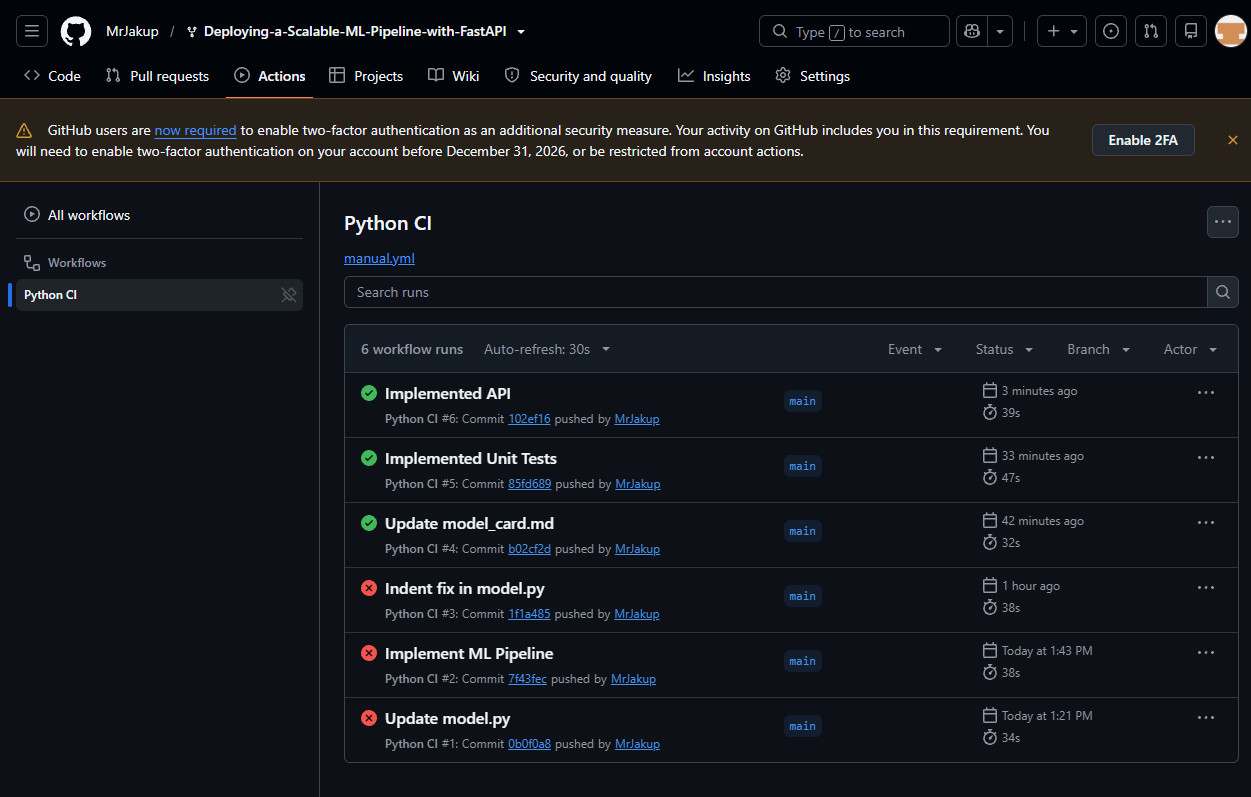 MrJakup / Deploying-a-Scalable-ML-Pipeline-with-FastAPI
Type / to search
Code Pull requests Actions Projects Wiki Security and quality Insights Settings
GitHub users are now required to enable two-factor authentication as an additional security measure. Your activity on GitHub includes you in this requirement. You
will need to enable two-factor authentication on your account before December 31, 2026, or be restricted from account actions.
Enable 2FA
All workflows
Workflows
Python CI
Python CI
manual.yml
Search runs
6 workflow runs Auto-refresh: 30s Event Status Branch Actor
Implemented API
Python CI #6: Commit 102ef16 pushed by MrJakup
main
3 minutes ago
39s
Implemented Unit Tests
Python CI #5: Commit 85fd689 pushed by MrJakup
main
33 minutes ago
47s
Update model_card.md
Python CI #4: Commit b02cf2d pushed by MrJakup
main
42 minutes ago
32s
Indent fix in model.py
Python CI #3: Commit 1f1a485 pushed by MrJakup
main
1 hour ago
38s
Implement ML Pipeline
Python CI #2: Commit 7f43fec pushed by MrJakup
main
Today at 1:43 PM
38s
Update model.py
Python CI #1: Commit 0b0f0a8 pushed by MrJakup
main
Today at 1:21 PM
34s